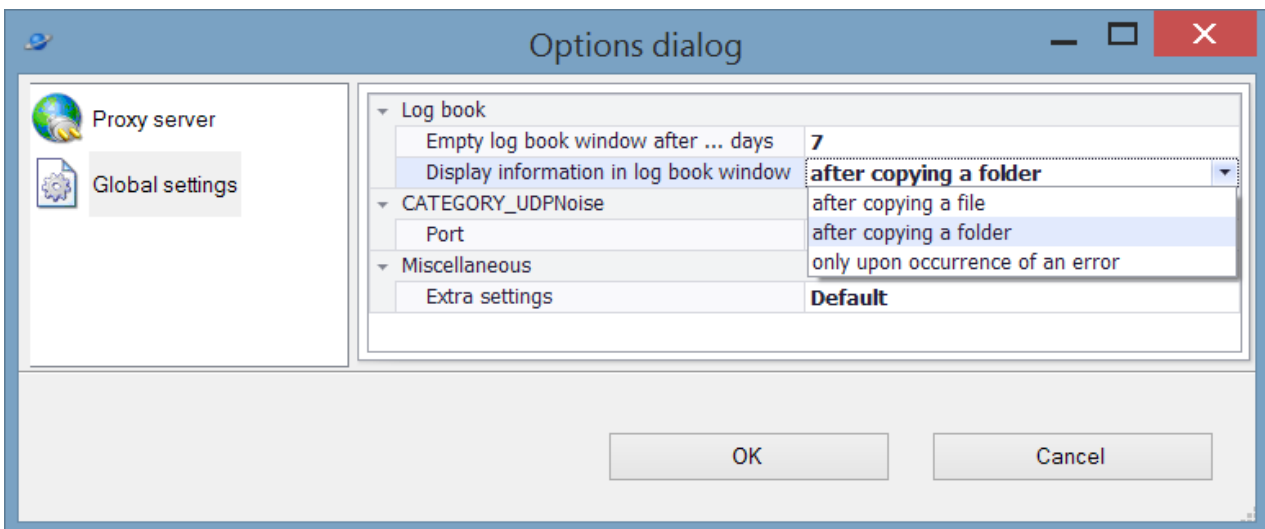 Options dialog
Proxy server
Global settings
Log book
Empty log book window after ... days 7
Display information in log book window after copying a folder
CATEGORY_UDPNoise after copying a file
Port after copying a folder
Miscellaneous only upon occurrence of an error
Extra settings Default
OK Cancel